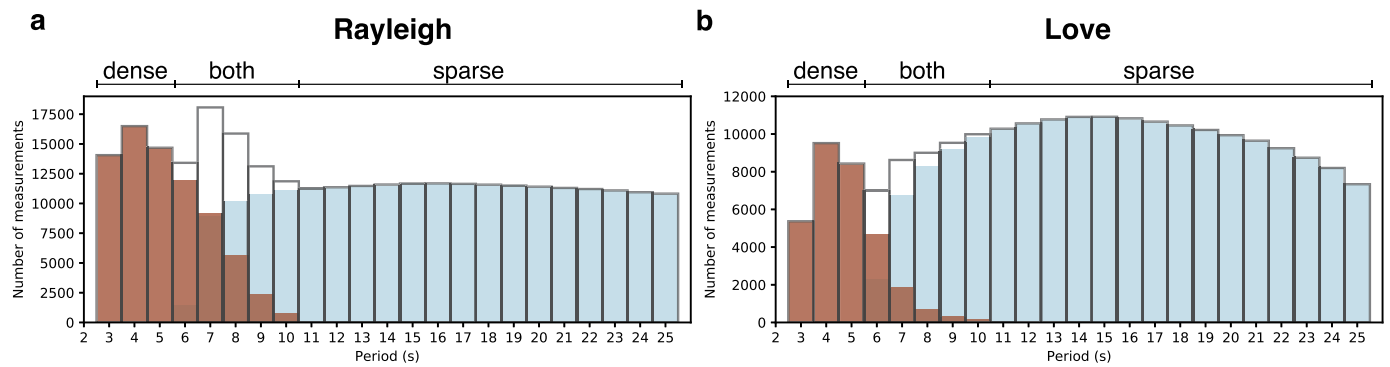 a
Rayleigh
dense both sparse
Number of measurements
17500
15000
12500
10000
7500
5000
2500
0
2 3 4 5 6 7 8 9 10 11 12 13 14 15 16 17 18 19 20 21 22 23 24 25
Period (s)
b
Love
dense both sparse
Number of measurements
12000
10000
8000
6000
4000
2000
0
2 3 4 5 6 7 8 9 10 11 12 13 14 15 16 17 18 19 20 21 22 23 24 25
Period (s)